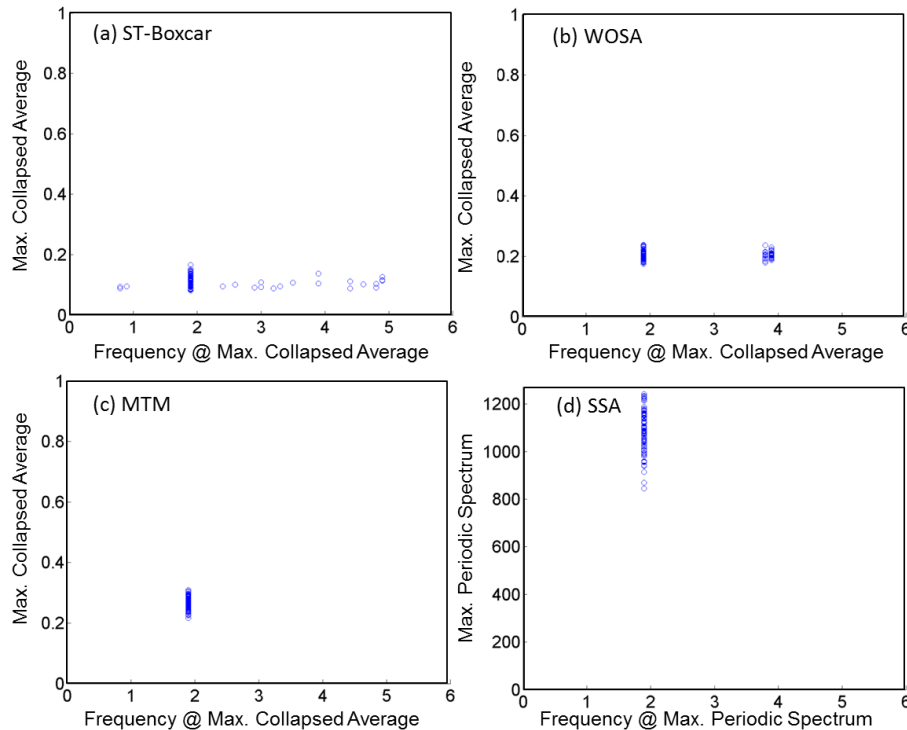 (a) ST-Boxcar
Max. Collapsed Average
1
0.8
0.6
0.4
0.2
0
0 1 2 3 4 5 6
Frequency @ Max. Collapsed Average
(b) WOSA
Max. Collapsed Average
1
0.8
0.6
0.4
0.2
0
0 1 2 3 4 5 6
Frequency @ Max. Collapsed Average
(c) MTM
Max. Collapsed Average
1
0.8
0.6
0.4
0.2
0
0 1 2 3 4 5 6
Frequency @ Max. Collapsed Average
(d) SSA
Max. Periodic Spectrum
1200
1000
800
600
400
200
0
0 1 2 3 4 5 6
Frequency @ Max. Periodic Spectrum